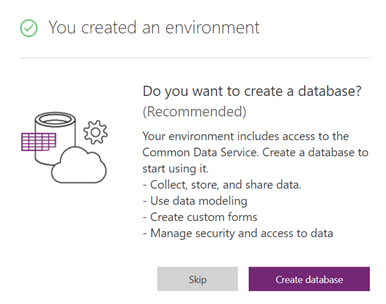 You created an environment
Do you want to create a database?
(Recommended)
Your environment includes access to the
Common Data Service. Create a database to
start using it.
- Collect, store, and share data.
- Use data modeling
- Create custom forms
- Manage security and access to data
Skip
Create database